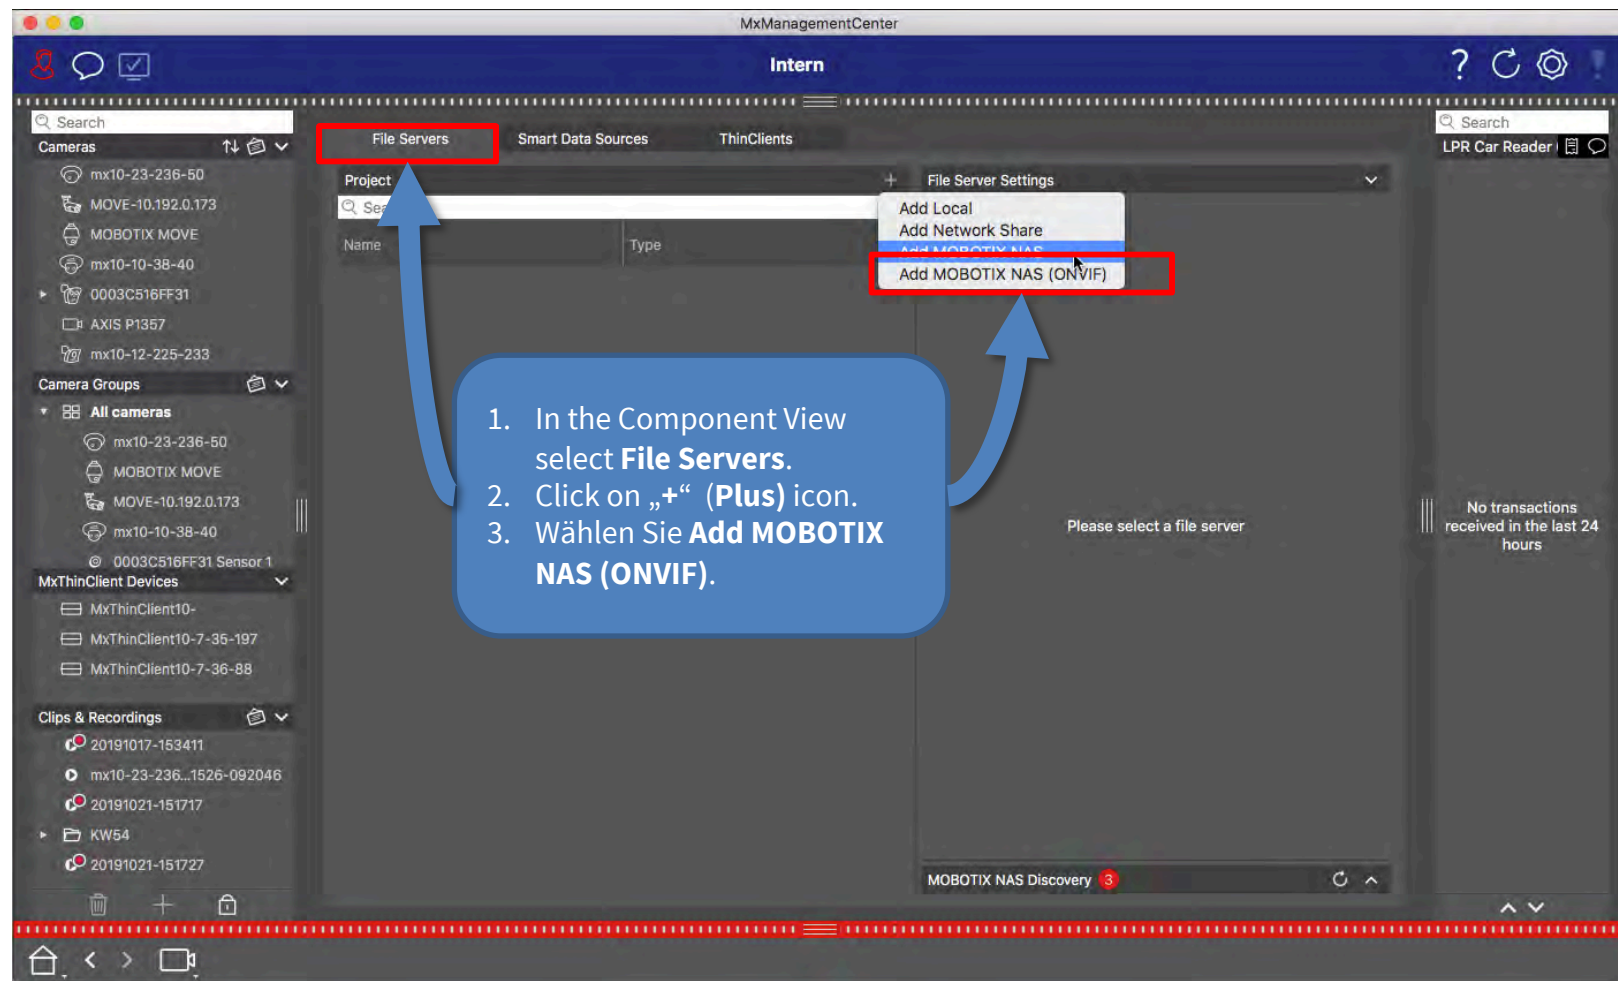 MxManagementCenter
Intern
?
Search
Cameras
mx10-23-236-50
MOVE-10.192.0.173
MOBOTIX MOVE
mx10-10-38-40
0003C516FF31
AXIS P1357
mx10-12-225-233
Camera Groups
All cameras
mx10-23-236-50
MOBOTIX MOVE
MOVE-10.192.0.173
mx10-10-38-40
0003C516FF31 Sensor 1
MxThinClient Devices
MxThinClient10-
MxThinClient10-7-35-197
MxThinClient10-7-36-88
Clips & Recordings
20191017-153411
mx10-23-236...1526-092046
20191021-151717
KW54
20191021-151727
File Servers Smart Data Sources ThinClients
Project +
Name Type
File Server Settings
Add Local
Add Network Share
Add MOBOTIX NAS
Add MOBOTIX NAS (ONVIF)
1. In the Component View
select File Servers.
2. Click on „+“ (Plus) icon.
3. Wählen Sie Add MOBOTIX
NAS (ONVIF).
Please select a file server
MOBOTIX NAS Discovery 3
Search
LPR Car Reader
No transactions
received in the last 24
hours